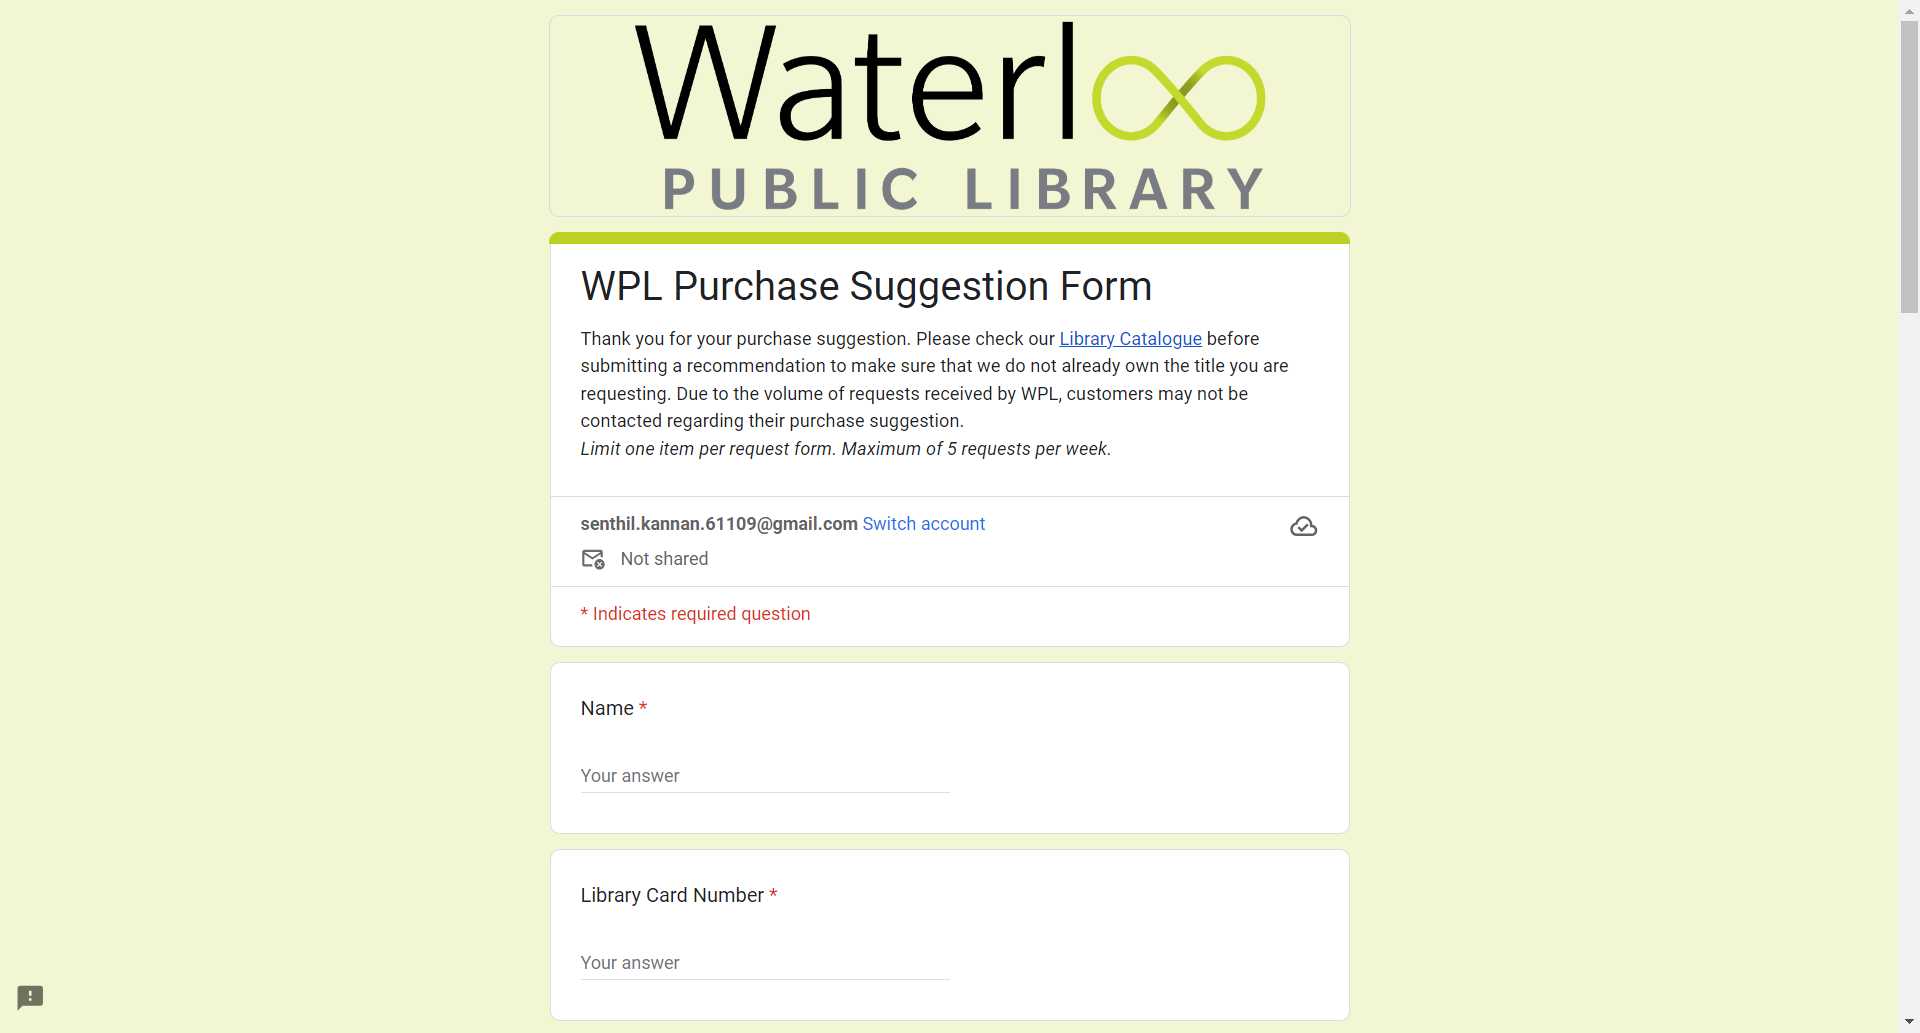 Waterloo
PUBLIC LIBRARY
WPL Purchase Suggestion Form
Thank you for your purchase suggestion. Please check our Library Catalogue before
submitting a recommendation to make sure that we do not already own the title you are
requesting. Due to the volume of requests received by WPL, customers may not be
contacted regarding their purchase suggestion.
Limit one item per request form. Maximum of 5 requests per week.
senthil.kannan.61109@gmail.com Switch account
Not shared
* Indicates required question
Name *
Your answer
Library Card Number *
Your answer